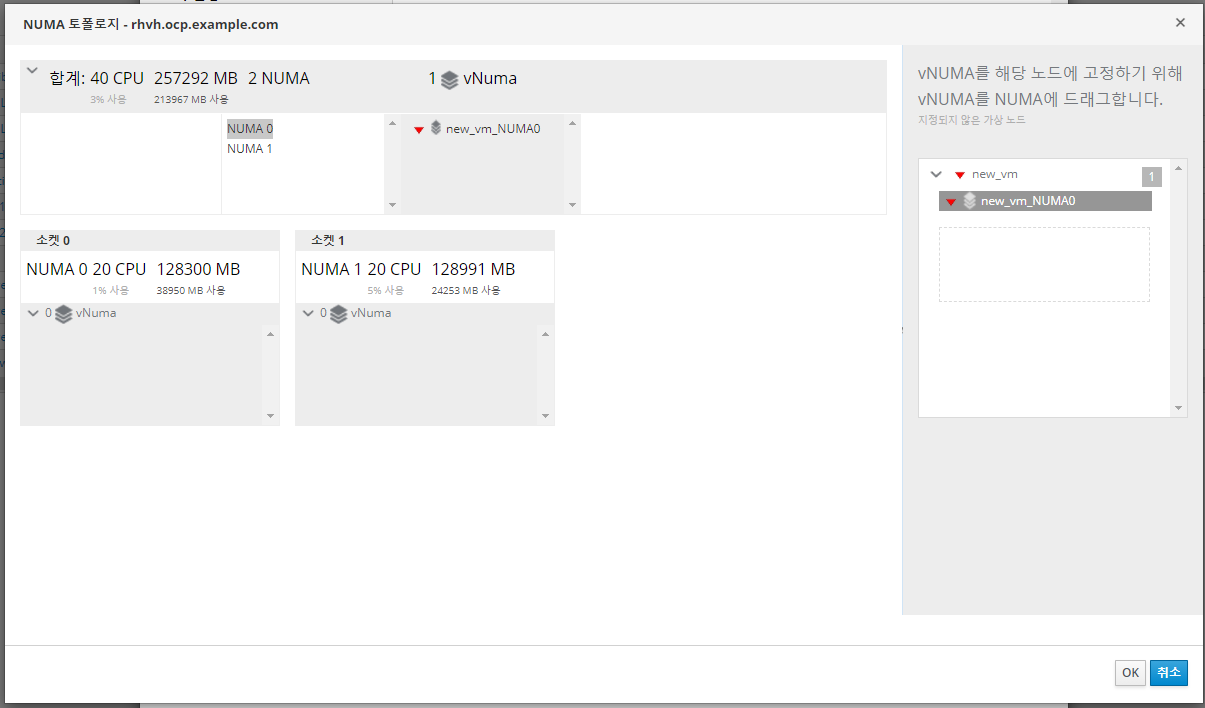 NUMA 토폴로지 - rhvh.ocp.example.com
합계: 40 CPU 257292 MB 2 NUMA 1 vNuma
3% 사용 213967 MB 사용
NUMA 0
NUMA 1
new_vm_NUMA0
소켓 0
NUMA 0 20 CPU 128300 MB
1% 사용 38950 MB 사용
0 vNuma
소켓 1
NUMA 1 20 CPU 128991 MB
5% 사용 24253 MB 사용
0 vNuma
vNUMA를 해당 노드에 고정하기 위해
vNUMA를 NUMA에 드래그합니다.
지정되지 않은 가상 노드
new_vm 1
new_vm_NUMA0
OK 취소